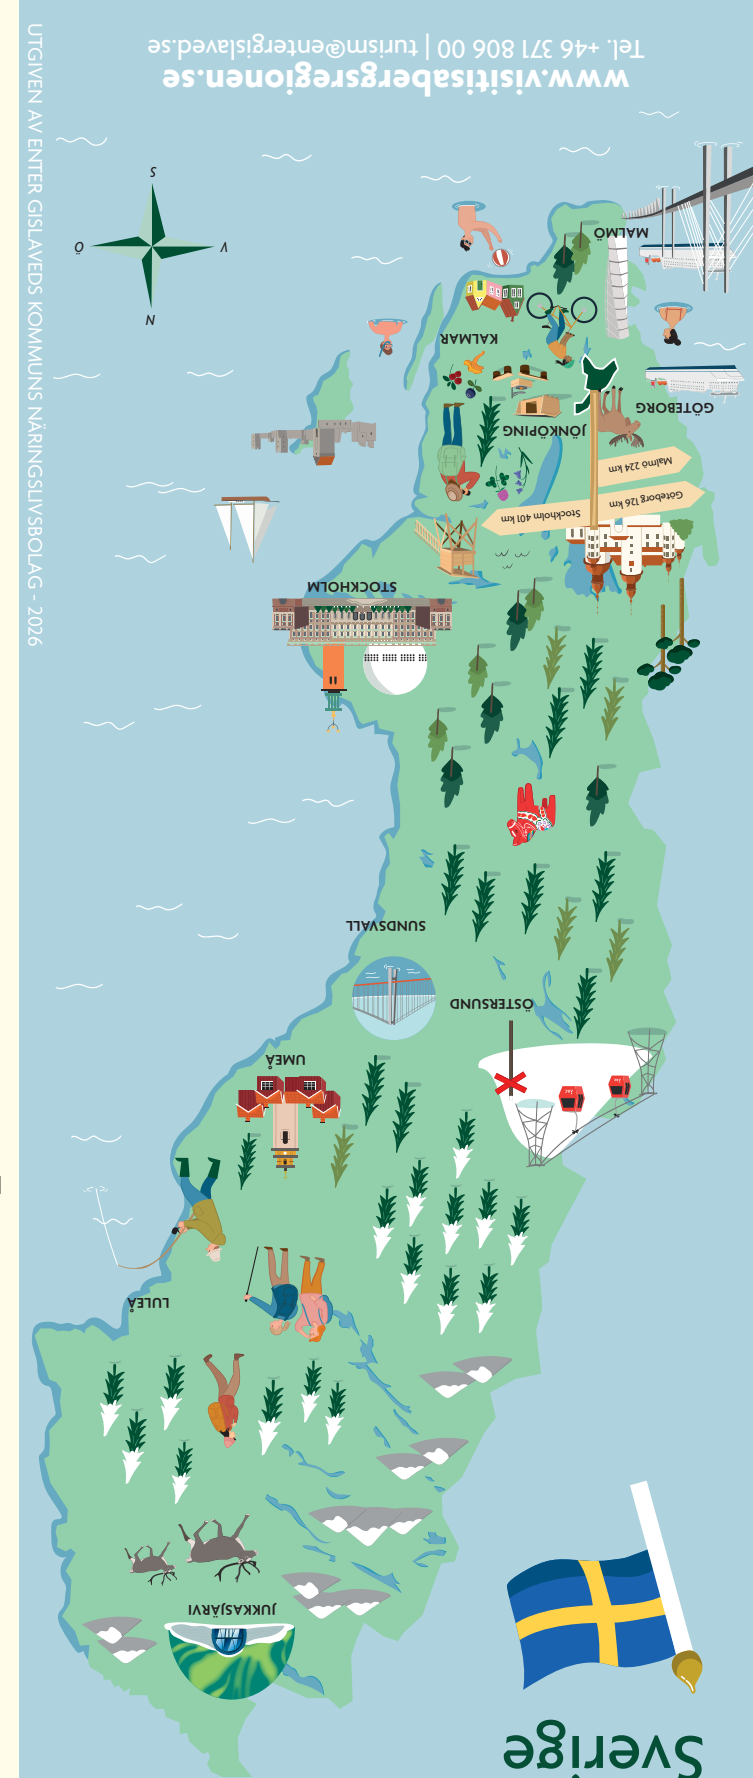 Sverige
JUKKASJÄRVI
LULEÅ
UMEÅ
ÖSTERSUND
SUNDSVALL
STOCKHOLM
Göteborg 126 km
Stockholm 401 km
Malmö 224 km
JÖNKÖPING
GÖTEBORG
KALMAR
MALMÖ
N
V
Ö
S
www.visitisabergsregionen.se
Tel. +46 371 806 00 | turism@entergislaved.se
UTGIVEN AV ENTER GISLAVEDS KOMMUNS NÄRINGSLIVSBOLAG - 2026